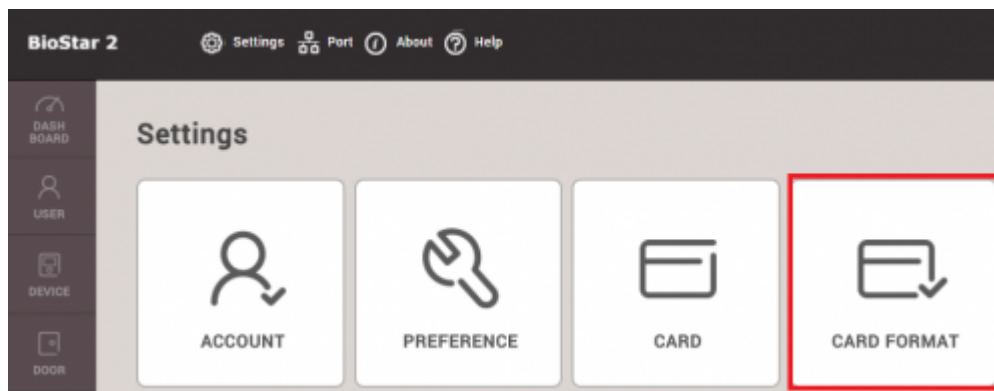 BioStar 2
Settings
Port
About
Help
DASH
BOARD
USER
DEVICE
DOOR
Settings
ACCOUNT
PREFERENCE
CARD
CARD FORMAT